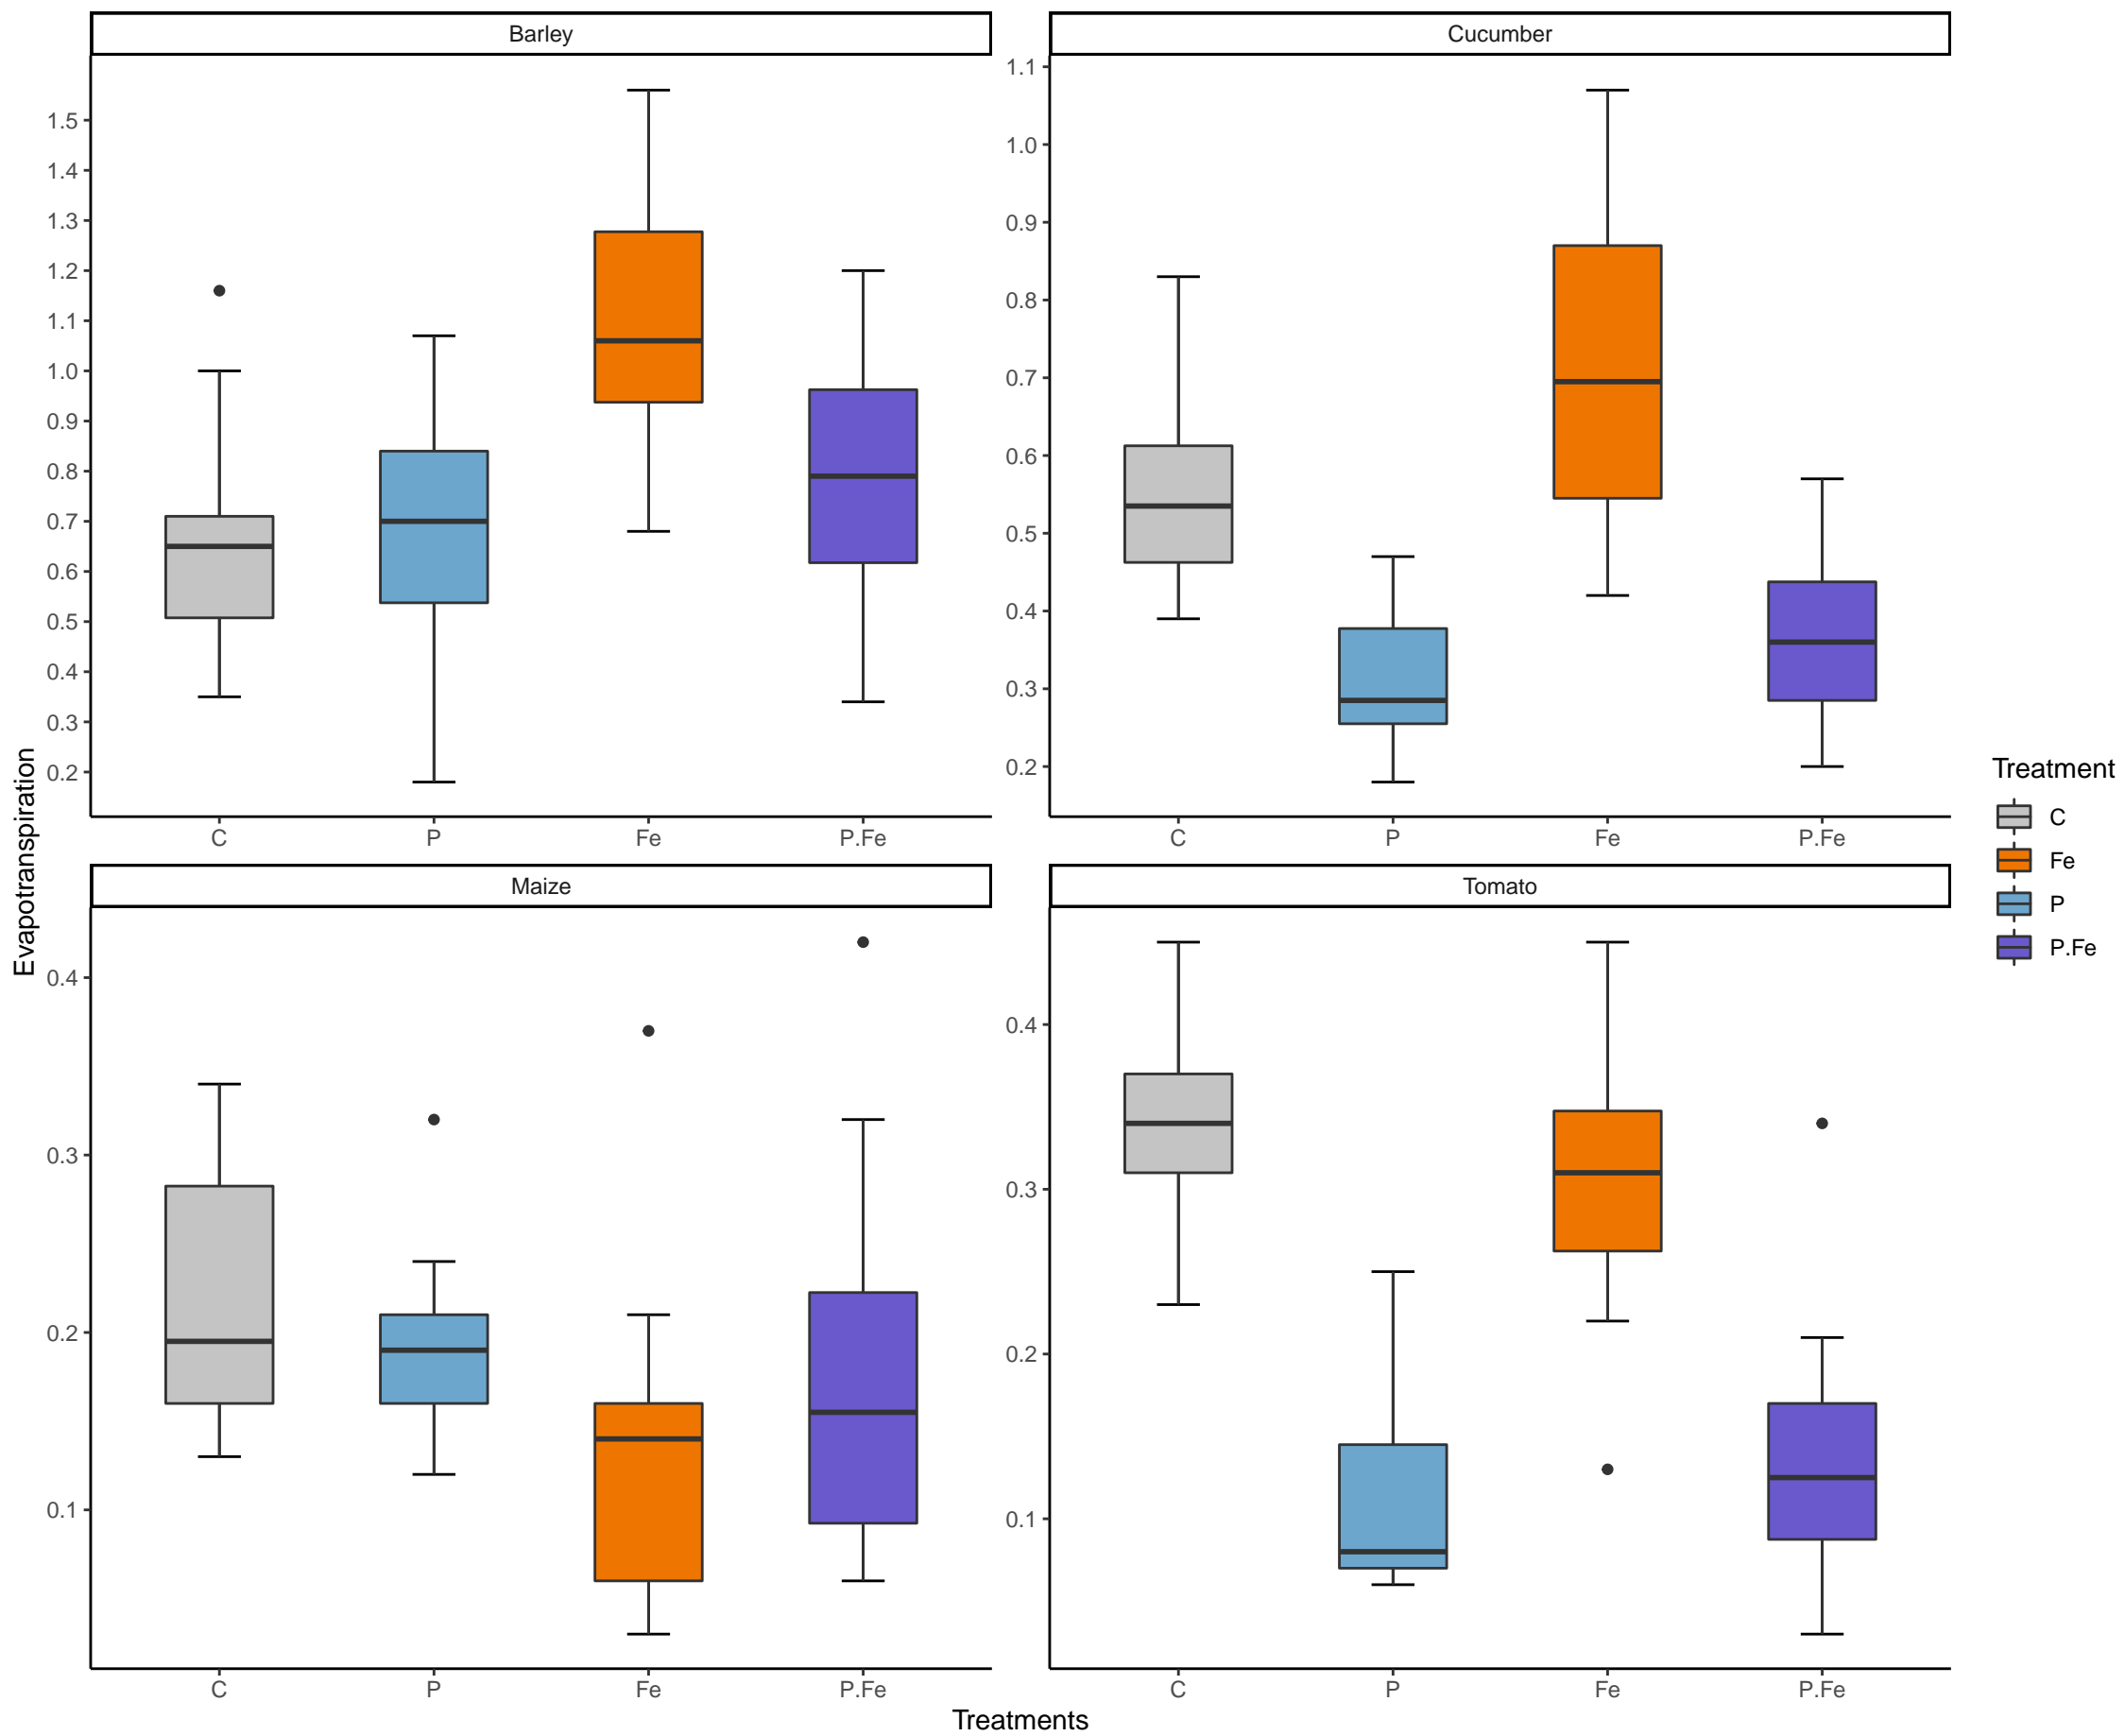 Barley
Cucumber
1.5
1.4
1.3
1.2
1.1
1.0
0.9
0.8
0.7
0.6
0.5
0.4
0.3
0.2
C P Fe P.Fe
1.1
1.0
0.9
0.8
0.7
0.6
0.5
0.4
0.3
0.2
C P Fe P.Fe
Evapotranspiration
Maize
Tomato
0.4
0.3
0.2
0.1
C P Fe P.Fe
0.4
0.3
0.2
0.1
C P Fe P.Fe
Treatments
Treatment
C
Fe
P
P.Fe